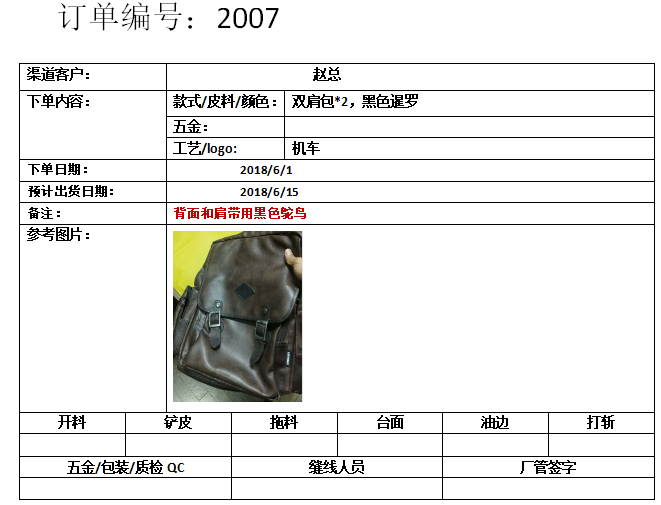 订单编号：2007
渠道客户： 赵总
下单内容： 款式/皮料/颜色： 双肩包*2，黑色暹罗
五金：
工艺/logo: 机车
下单日期： 2018/6/1
预计出货日期： 2018/6/15
备注： 背面和肩带用黑色鸵鸟
参考图片：
开料 铲皮 拖料 台面 油边 打斩
五金/包装/质检 QC 缝线人员 厂管签字